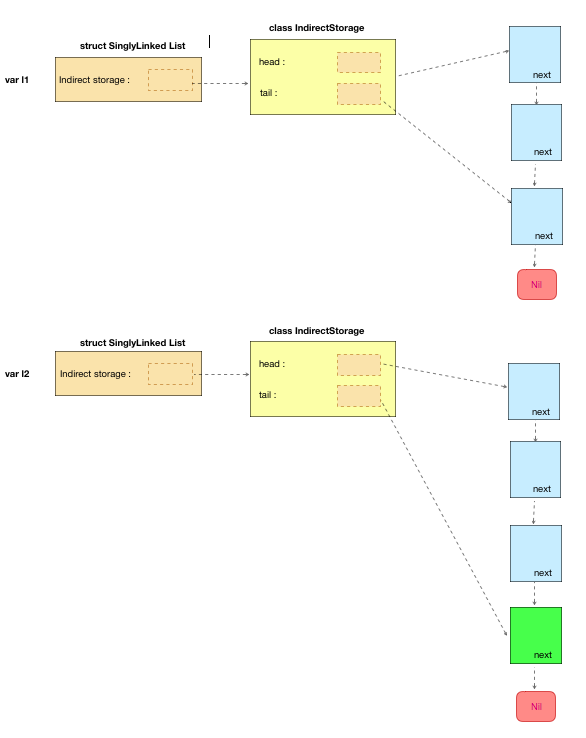 class IndirectStorage
struct SinglyLinked List
var l1
Indirect storage :
head :
tail :
next
next
next
Nil
class IndirectStorage
struct SinglyLinked List
var l2
Indirect storage :
head :
tail :
next
next
next
next
Nil